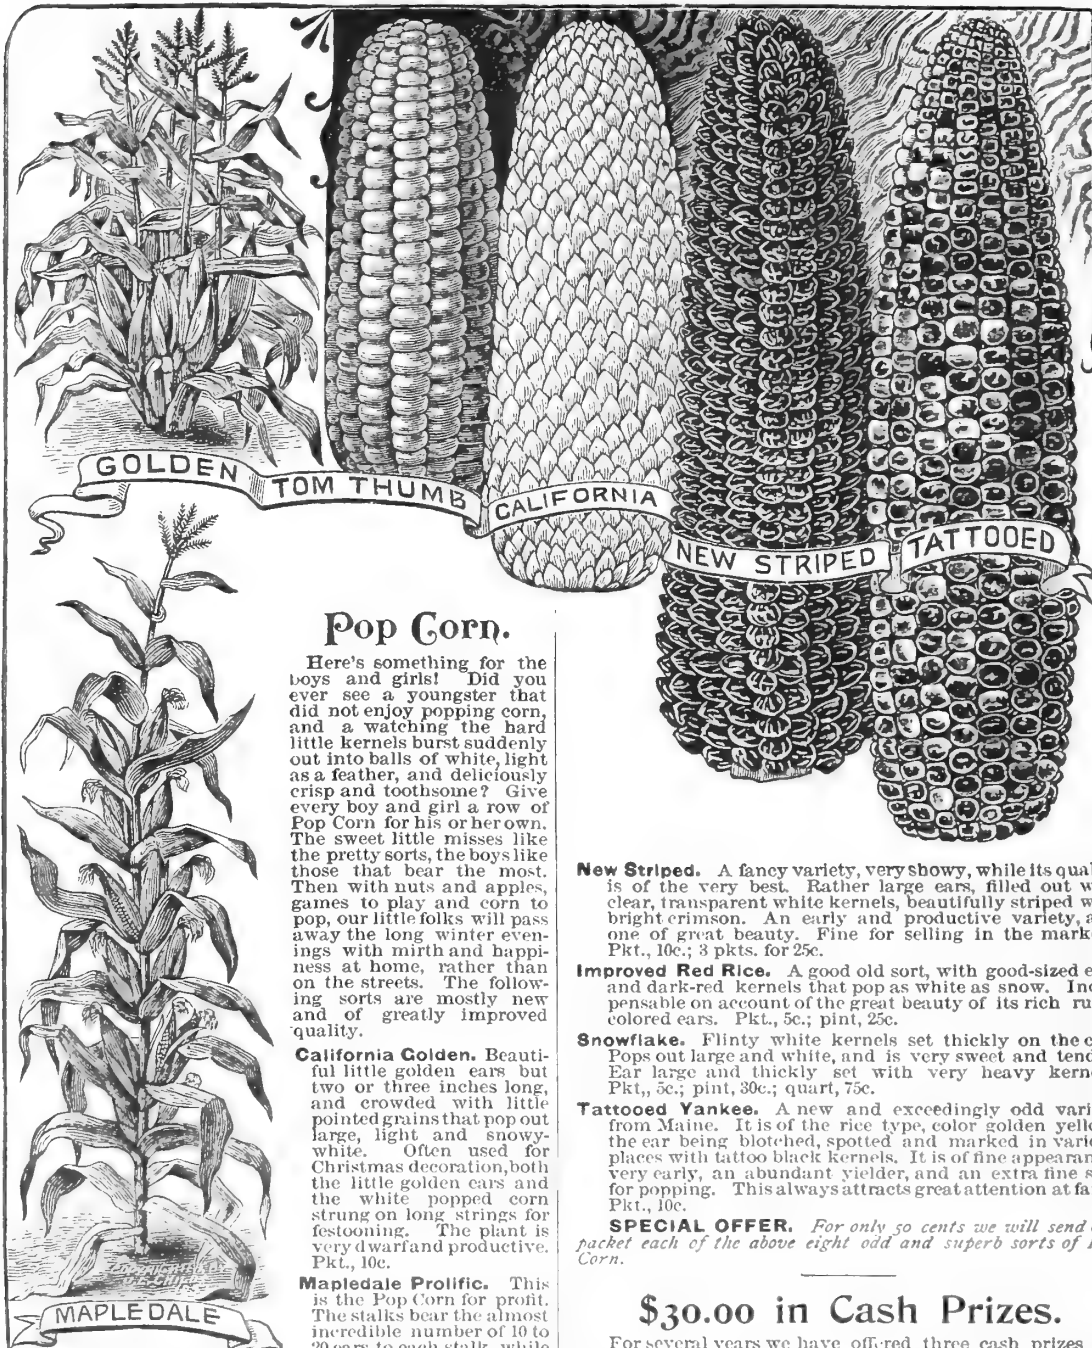 GOLDEN TOM THUMB
CALIFORNIA
NEW STRIPED
TATTOOED
MAPLEDALE
Pop Corn.
Here's something for the
boys and girls! Did you
ever see a youngster that
did not enjoy popping corn,
and a watching the hard
little kernels burst suddenly
out into balls of white, light
as a feather, and deliciously
crisp and toothsome? Give
every boy and girl a row of
Pop Corn for his or her own.
The sweet little misses like
the pretty sorts, the boys like
those that bear the most.
Then with nuts and apples,
games to play and corn to
pop, our little folks will pass
away the long winter even-
ings with mirth and happi-
ness at home, rather than
on the streets. The follow-
ing sorts are mostly new
and of greatly improved
quality.
California Golden. Beauti-
ful little golden ears but
two or three inches long,
and crowded with little
pointed grains that pop out
large, light and snowy-
white. Often used for
Christmas decoration, both
the little golden ears and
the white popped corn
strung on long strings for
festooning. The plant is
very dwarf and productive.
Pkt., 10c.
Mapledale Prolific. This
is the Pop Corn for profit.
The stalks bear the almost
incredible number of 10 to
20 ears to each stalk, while
New Striped. A fancy variety, very showy, while its qual
is of the very best. Rather large ears, filled out w
clear, transparent white kernels, beautifully striped w
bright crimson. An early and productive variety, a
one of great beauty. Fine for selling in the mark
Pkt., 10c.; 3 pkts. for 25c.
Improved Red Rice. A good old sort, with good-sized e
and dark-red kernels that pop as white as snow. In
pensable on account of the great beauty of its rich ru
colored ears. Pkt., 5c.; pint, 25c.
Snowflake. Flinty white kernels set thickly on the c
Pops out large and white, and is very sweet and tend
Ear large and thickly set with very heavy kern
Pkt,, 5c.; pint, 30c.; quart, 75c.
Tattooed Yankee. A new and exceedingly odd vari
from Maine. It is of the rice type, color golden yell
the ear being blotched, spotted and marked in vari
places with tattoo black kernels. It is of fine appearan
very early, an abundant yielder, and an extra fine s
for popping. This always attracts great attention at fa
Pkt., 10c.
SPECIAL OFFER. For only 50 cents we will send
packet each of the above eight odd and superb sorts of
Corn.
$30.00 in Cash Prizes.
For several years we have offered three cash prizes